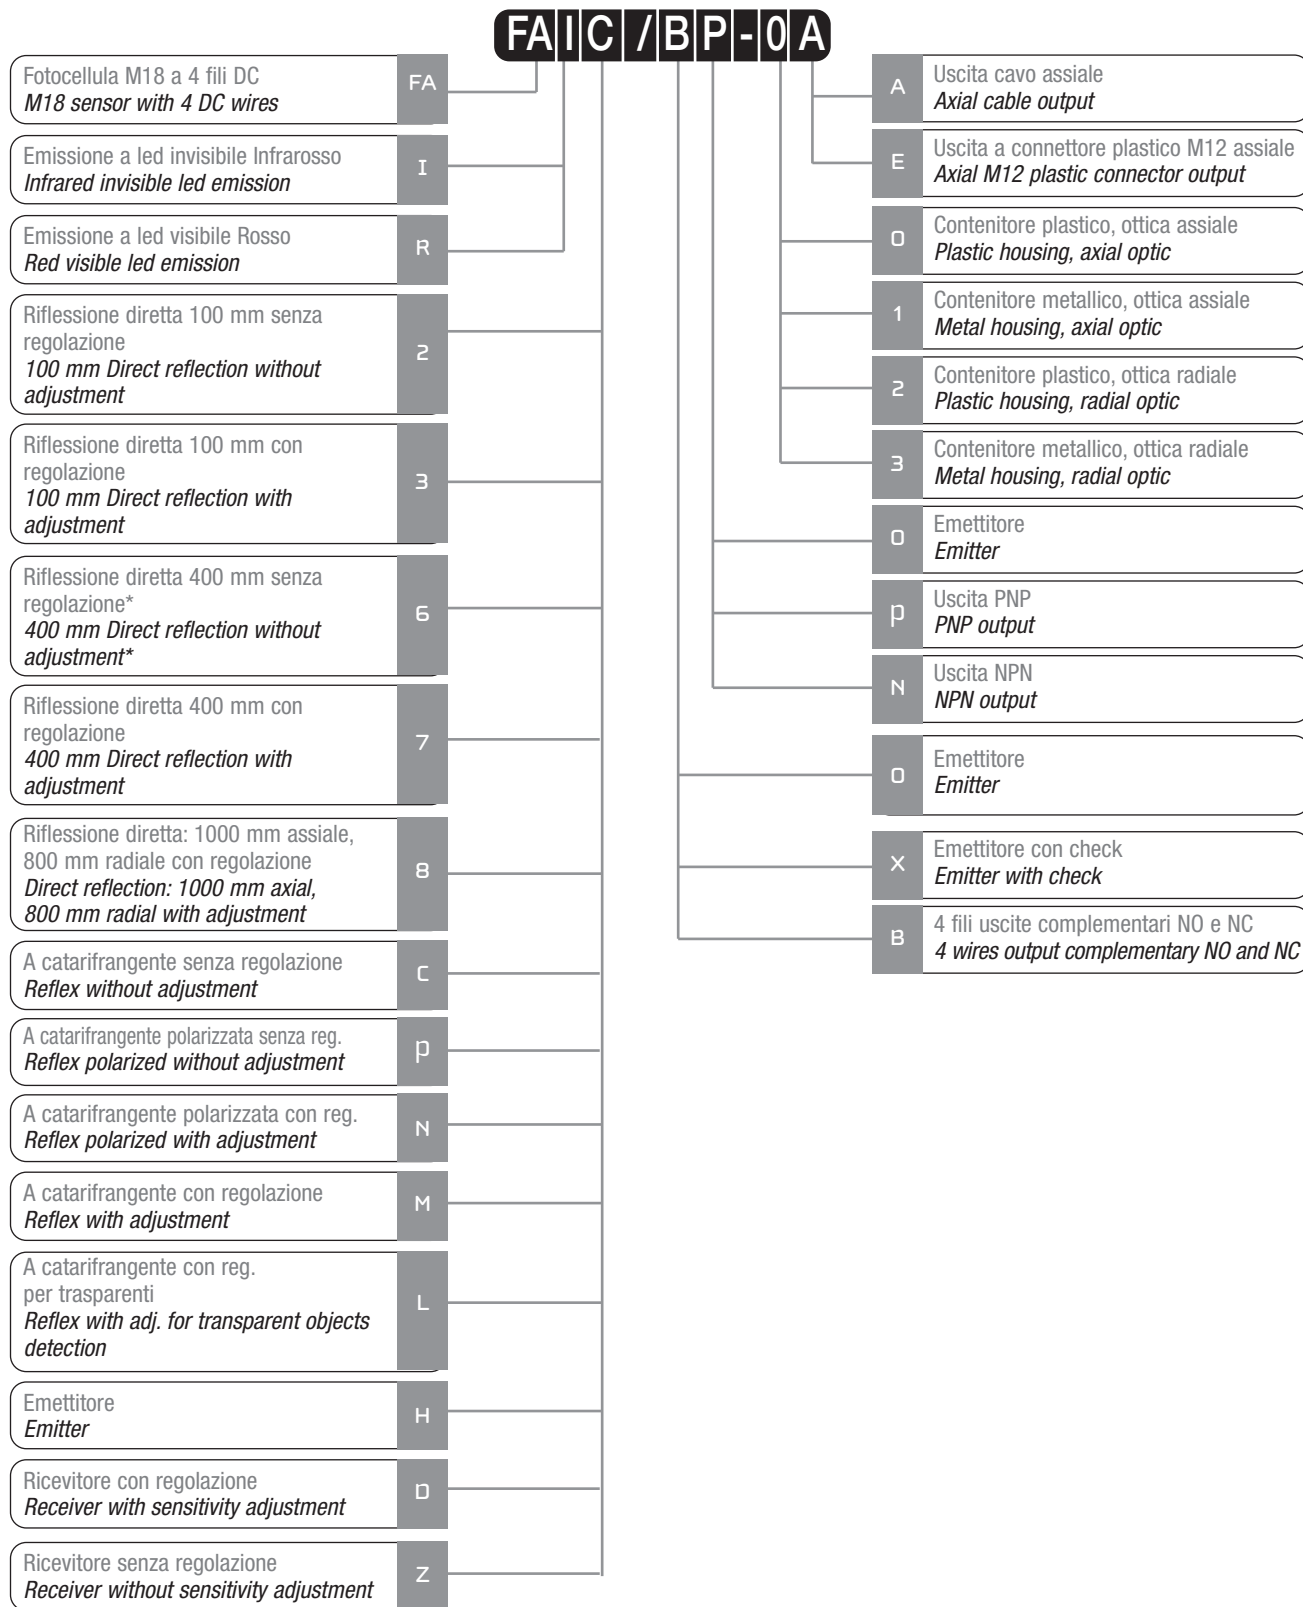 FAIC/BP-0A
Fotocellula M18 a 4 fili DC
M18 sensor with 4 DC wires
FA
Emissione a led invisibile Infrarosso
Infrared invisible led emission
I
Emissione a led visibile Rosso
Red visible led emission
R
Riflessione diretta 100 mm senza
regolazione
100 mm Direct reflection without
adjustment
2
Riflessione diretta 100 mm con
regolazione
100 mm Direct reflection with
adjustment
3
Riflessione diretta 400 mm senza
regolazione*
400 mm Direct reflection without
adjustment*
6
Riflessione diretta 400 mm con
regolazione
400 mm Direct reflection with
adjustment
7
Riflessione diretta: 1000 mm assiale,
800 mm radiale con regolazione
Direct reflection: 1000 mm axial,
800 mm radial with adjustment
8
A catarifrangente senza regolazione
Reflex without adjustment
C
A catarifrangente polarizzata senza reg.
Reflex polarized without adjustment
P
A catarifrangente polarizzata con reg.
Reflex polarized with adjustment
N
A catarifrangente con regolazione
Reflex with adjustment
M
A catarifrangente con reg.
per trasparenti
Reflex with adj. for transparent objects
detection
L
Emettitore
Emitter
H
Ricevitore con regolazione
Receiver with sensitivity adjustment
D
Ricevitore senza regolazione
Receiver without sensitivity adjustment
Z
A
Uscita cavo assiale
Axial cable output
E
Uscita a connettore plastico M12 assiale
Axial M12 plastic connector output
0
Contenitore plastico, ottica assiale
Plastic housing, axial optic
1
Contenitore metallico, ottica assiale
Metal housing, axial optic
2
Contenitore plastico, ottica radiale
Plastic housing, radial optic
3
Contenitore metallico, ottica radiale
Metal housing, radial optic
0
Emettitore
Emitter
P
Uscita PNP
PNP output
N
Uscita NPN
NPN output
0
Emettitore
Emitter
X
Emettitore con check
Emitter with check
B
4 fili uscite complementari NO e NC
4 wires output complementary NO and NC